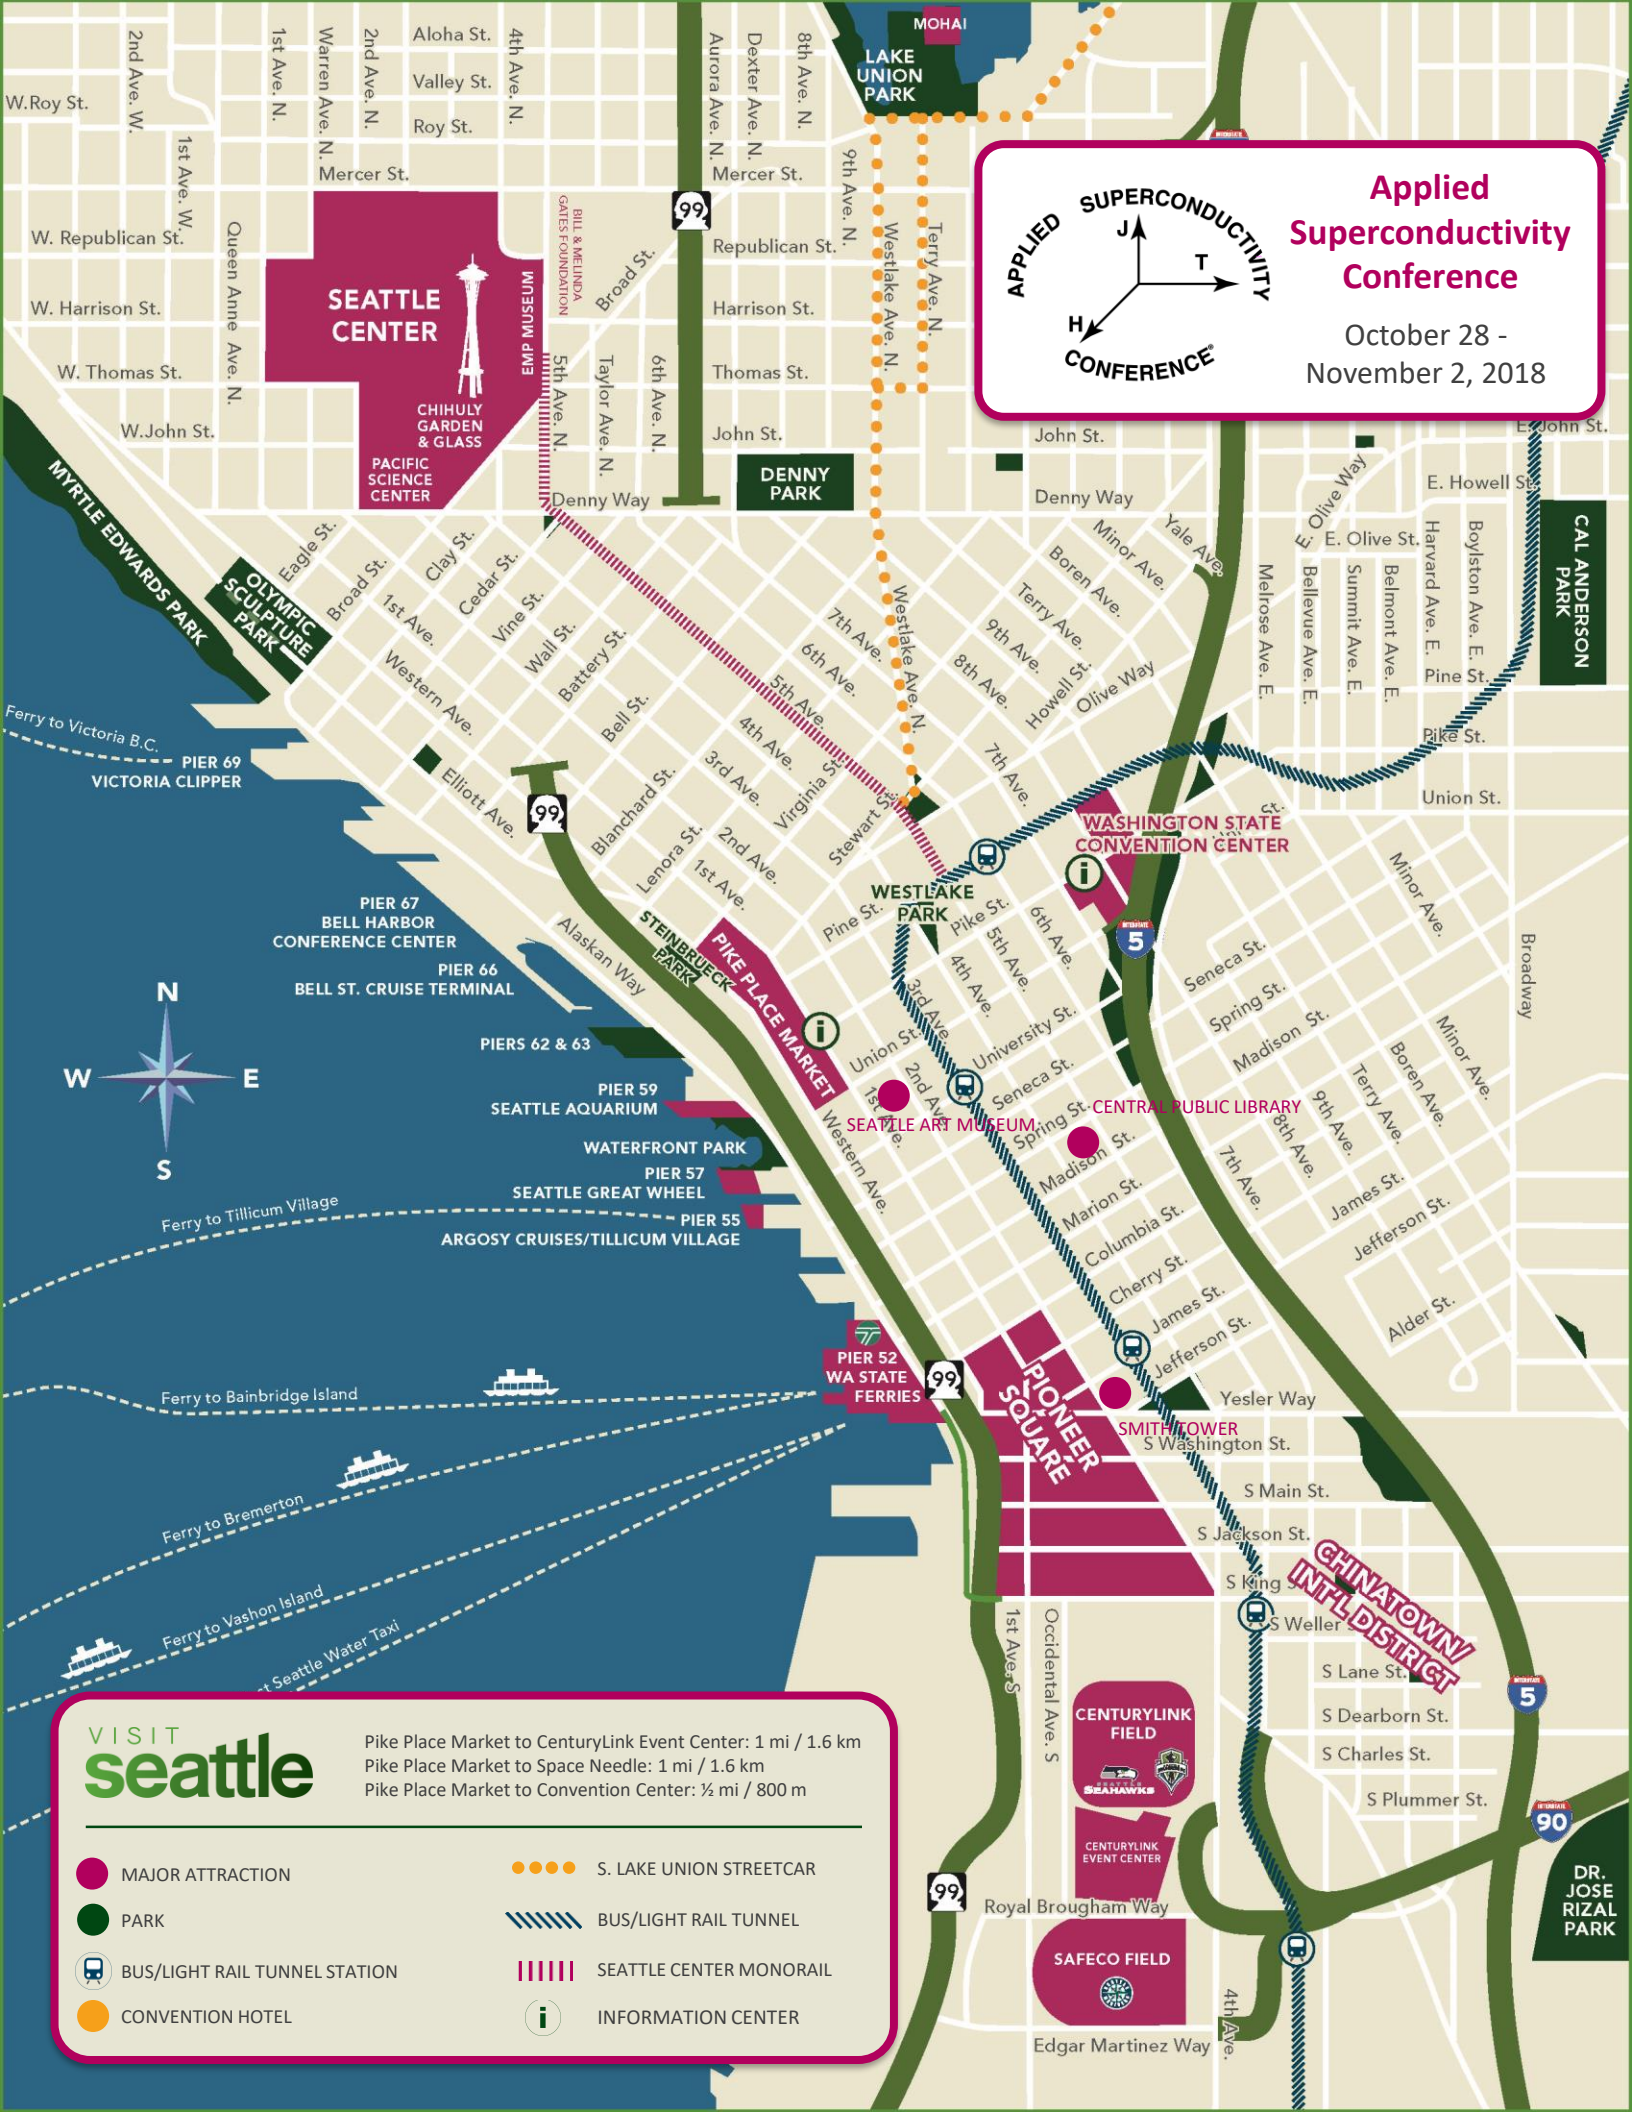 MOHAI
LAKE
UNION
PARK
2nd Ave. W.
1st Ave. N.
Warren Ave. N.
2nd Ave. N.
Aloha St.
Valley St.
Roy St.
4th Ave. N.
Aurora Ave. N.
Dexter Ave. N.
8th Ave. N.
W.Roy St.
1st Ave. W.
Mercer St.
Mercer St.
9th Ave. N.
99
W. Republican St.
Queen Anne Ave. N.
BILL & MELINDA
GATES FOUNDATION
Broad St.
Republican St.
Westlake Ave. N.
Terry Ave. N.
SEATTLE
CENTER
EMP MUSEUM
W. Harrison St.
Harrison St.
W. Thomas St.
5th Ave. N.
Taylor Ave. N.
6th Ave. N.
Thomas St.
CHIHULY
GARDEN
& GLASS
W.John St.
John St.
John St.
E. John St.
PACIFIC
SCIENCE
CENTER
DENNY
PARK
Denny Way
Denny Way
APPLIED
SUPERCONDUCTIVITY
CONFERENCE
J
T
H
Applied
Superconductivity
Conference
October 28 -
November 2, 2018
MYRTLE EDWARDS PARK
OLYMPIC
SCULPTURE
PARK
Eagle St.
Broad St.
Clay St.
Cedar St.
Vine St.
Wall St.
Battery St.
Bell St.
1st Ave.
Western Ave.
Elliott Ave.
Minor Ave.
Yale Ave.
Boren Ave.
Terry Ave.
9th Ave.
8th Ave.
7th Ave.
6th Ave.
5th Ave.
4th Ave.
3rd Ave.
2nd Ave.
1st Ave.
Westlake Ave. N.
Howell St.
Olive Way
7th Ave.
E. Olive Way
E. Howell St.
E. Olive St.
Melrose Ave. E.
Bellevue Ave. E.
Summit Ave. E.
Belmont Ave. E.
Harvard Ave. E.
Boylston Ave. E.
CAL ANDERSON
PARK
Pine St.
Pike St.
Union St.
Ferry to Victoria B.C.
PIER 69
VICTORIA CLIPPER
99
Blanchard St.
Lenora St.
Virginia St.
Stewart St.
WASHINGTON STATE
CONVENTION CENTER
i
WESTLAKE
PARK
Pine St.
Pike St.
6th Ave.
5th Ave.
4th Ave.
3rd Ave.
INTERSTATE
5
PIER 67
BELL HARBOR
CONFERENCE CENTER
PIER 66
BELL ST. CRUISE TERMINAL
Alaskan Way
STEINBRUECK
PARK
PIKE PLACE MARKET
i
PIERS 62 & 63
PIER 59
SEATTLE AQUARIUM
WATERFRONT PARK
PIER 57
SEATTLE GREAT WHEEL
PIER 55
ARGOSY CRUISES/TILLICUM VILLAGE
Ferry to Tillicum Village
N
W
E
S
Union St.
University St.
Seneca St.
2nd Ave.
1st Ave.
Western Ave.
SEATTLE ART MUSEUM
CENTRAL PUBLIC LIBRARY
Spring St.
Madison St.
Marion St.
Columbia St.
Cherry St.
James St.
Jefferson St.
Seneca St.
Spring St.
Madison St.
Minor Ave.
Broadway
Minor Ave.
Boren Ave.
Terry Ave.
9th Ave.
8th Ave.
7th Ave.
James St.
Jefferson St.
Alder St.
PIER 52
WA STATE
FERRIES
99
Ferry to Bainbridge Island
Ferry to Bremerton
Ferry to Vashon Island
t Seattle Water Taxi
PIONEER
SQUARE
SMITH TOWER
Yesler Way
S Washington St.
S Main St.
S Jackson St.
S King S
S Weller S
CHINATOWN/
INT'L DISTRICT
S Lane St.
S Dearborn St.
S Charles St.
S Plummer St.
1st Ave. S
Occidental Ave. S
INTERSTATE
5
INTERSTATE
90
CENTURYLINK
FIELD
SEATTLE
SEAHAWKS
CENTURYLINK
EVENT CENTER
99
Royal Brougham Way
SAFECO FIELD
4th Ave.
Edgar Martinez Way
DR.
JOSE
RIZAL
PARK
VISIT
seattle
Pike Place Market to CenturyLink Event Center: 1 mi / 1.6 km
Pike Place Market to Space Needle: 1 mi / 1.6 km
Pike Place Market to Convention Center: ½ mi / 800 m
MAJOR ATTRACTION
PARK
BUS/LIGHT RAIL TUNNEL STATION
CONVENTION HOTEL
S. LAKE UNION STREETCAR
BUS/LIGHT RAIL TUNNEL
SEATTLE CENTER MONORAIL
i
INFORMATION CENTER